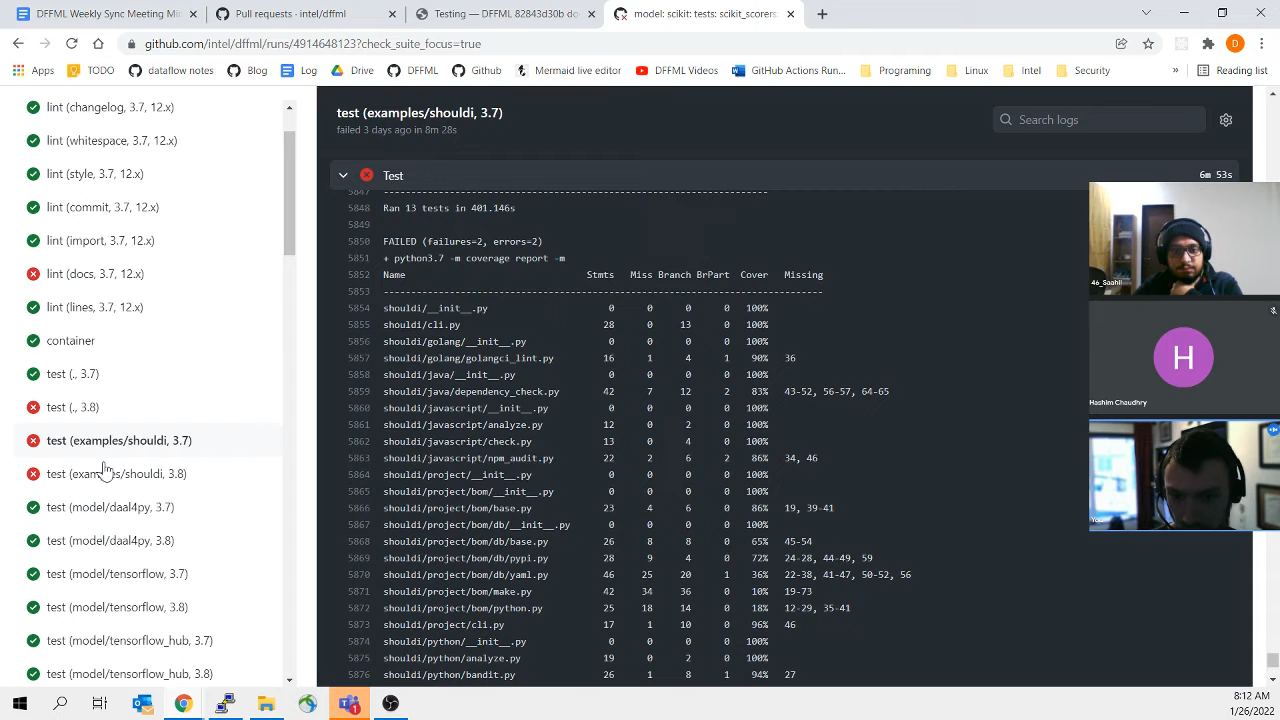 DFFML Weekly Sync Meeting Mi
Pull requests · intel/dffml
Testing — DFFML 82843d30b do
model: scikit: tests: scikit_scorers
github.com/intel/dffml/runs/4914648123?check_suite_focus=true
D
Apps
TODO
dataflownotes
Blog
Log
Drive
DFFML
Github
Mermaid live editor
DFFML Videos
GitHub Actions Run...
Programing
Linux
Intel
Security
»
Reading list
lint (changelog, 3.7, 12.x)
lint (whitespace, 3.7, 12.x)
lint (style, 3.7, 12.x)
lint (commit, 3.7, 12.x)
lint (import, 3.7, 12.x)
lint (docs, 3.7, 12.x)
lint (lines, 3.7, 12.x)
container
test (., 3.7)
test (., 3.8)
test (examples/shouldi, 3.7)
test (examples/shouldi, 3.8)
test (model/daal4py, 3.7)
test (model/daal4py, 3.8)
test (model/tensorflow, 3.7)
test (model/tensorflow, 3.8)
test (model/tensorflow_hub, 3.7)
test (model/tensorflow_hub, 3.8)
test (examples/shouldi, 3.7)
failed 3 days ago in 8m 28s
Search logs
Test
6m 53s
5847 ----------------------------------------------------------------------
5848 Ran 13 tests in 401.146s
5849
5850 FAILED (failures=2, errors=2)
5851 + python3.7 -m coverage report -m
5852 Name Stmts Miss Branch BrPart Cover Missing
5853 --------------------------------------------------------------------------------
5854 shouldi/__init__.py 0 0 0 0 100%
5855 shouldi/cli.py 28 0 13 0 100%
5856 shouldi/golang/__init__.py 0 0 0 0 100%
5857 shouldi/golang/golangci_lint.py 16 1 4 1 90% 36
5858 shouldi/java/__init__.py 0 0 0 0 100%
5859 shouldi/java/dependency_check.py 42 7 12 2 83% 43-52, 56-57, 64-65
5860 shouldi/javascript/__init__.py 0 0 0 0 100%
5861 shouldi/javascript/analyze.py 12 0 2 0 100%
5862 shouldi/javascript/check.py 13 0 4 0 100%
5863 shouldi/javascript/npm_audit.py 22 2 6 2 86% 34, 46
5864 shouldi/project/__init__.py 0 0 0 0 100%
5865 shouldi/project/bom/__init__.py 0 0 0 0 100%
5866 shouldi/project/bom/base.py 23 4 6 0 86% 19, 39-41
5867 shouldi/project/bom/db/__init__.py 0 0 0 0 100%
5868 shouldi/project/bom/db/base.py 26 8 8 0 65% 45-54
5869 shouldi/project/bom/db/pypi.py 28 9 4 0 72% 24-28, 44-49, 59
5870 shouldi/project/bom/db/yaml.py 46 25 20 1 36% 22-38, 41-47, 50-52, 56
5871 shouldi/project/bom/make.py 42 34 36 0 10% 19-73
5872 shouldi/project/bom/python.py 25 18 14 0 18% 12-29, 35-41
5873 shouldi/project/cli.py 17 1 10 0 96% 46
5874 shouldi/python/__init__.py 0 0 0 0 100%
5875 shouldi/python/analyze.py 19 0 2 0 100%
5876 shouldi/python/bandit.py 26 1 8 1 94% 27
46_Saahil
H
Hashim Chaudhry
You
8:12 AM
1/26/2022